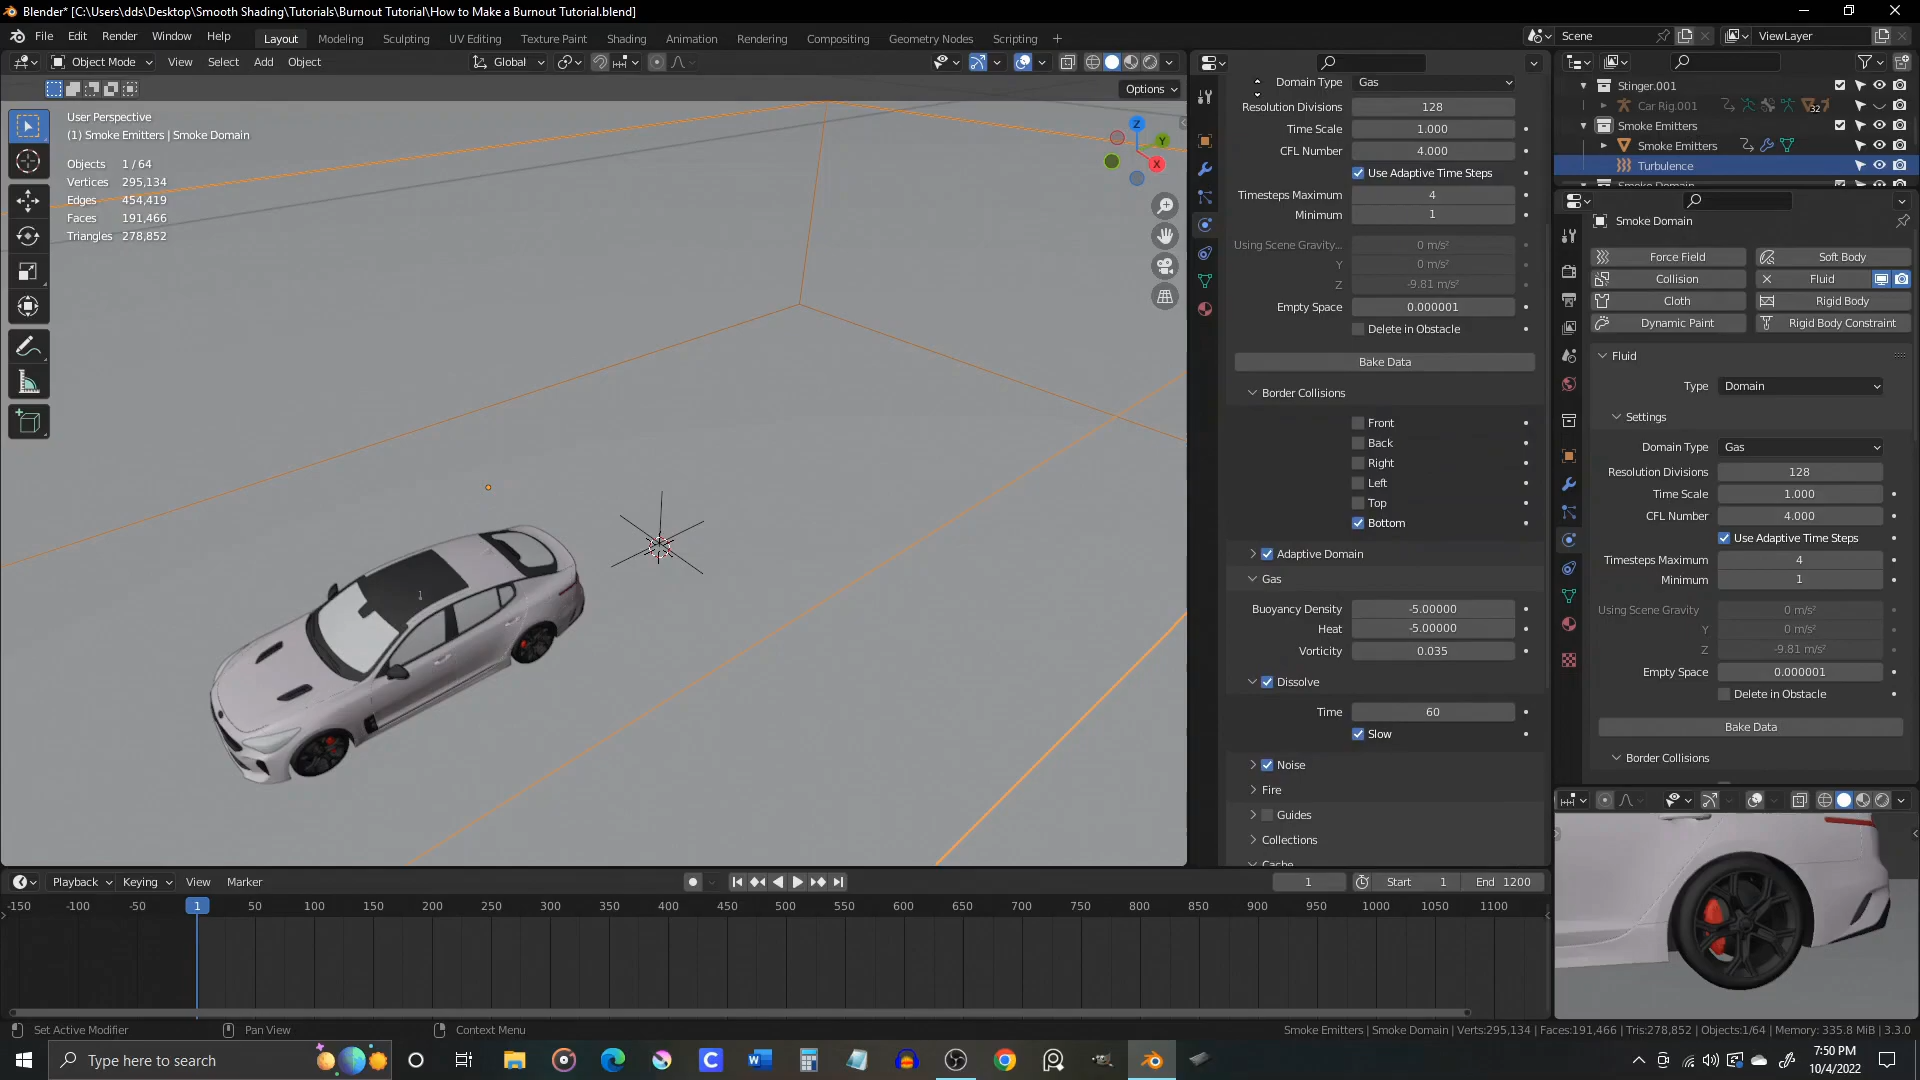 Blender* [C:\Users\dds\Desktop\Smooth Shading\Tutorials\Burnout Tutorial\How to Make a Burnout Tutorial.blend]
File Edit Render Window Help Layout Modeling Sculpting UV Editing Texture Paint Shading Animation Rendering Compositing Geometry Nodes Scripting + Scene ViewLayer
Object Mode View Select Add Object Global
Options
User Perspective
(1) Smoke Emitters | Smoke Domain
Objects 1 / 64
Vertices 295,134
Edges 454,419
Faces 191,466
Triangles 278,852
Z
Y
X
1
Domain Type Gas
Resolution Divisions 128
Time Scale 1.000
CFL Number 4.000
Use Adaptive Time Steps
Timesteps Maximum 4
Minimum 1
Using Scene Gravity... 0 m/s²
Y 0 m/s²
Z -9.81 m/s²
Empty Space 0.000001
Delete in Obstacle
Bake Data
Border Collisions
Front
Back
Right
Left
Top
Bottom
Adaptive Domain
Gas
Buoyancy Density -5.00000
Heat -5.00000
Vorticity 0.035
Dissolve
Time 60
Slow
Noise
Fire
Guides
Collections
Cache
Stinger.001
Car Rig.001 32
Smoke Emitters
Smoke Emitters
Turbulence
Smoke Domain
Smoke Domain
Force Field Soft Body
Collision Fluid
Cloth Rigid Body
Dynamic Paint Rigid Body Constraint
Fluid
Type Domain
Settings
Domain Type Gas
Resolution Divisions 128
Time Scale 1.000
CFL Number 4.000
Use Adaptive Time Steps
Timesteps Maximum 4
Minimum 1
Using Scene Gravity 0 m/s²
Y 0 m/s²
Z -9.81 m/s²
Empty Space 0.000001
Delete in Obstacle
Bake Data
Border Collisions
Playback Keying View Marker 1 Start 1 End 1200
-150 -100 -50 1 50 100 150 200 250 300 350 400 450 500 550 600 650 700 750 800 850 900 950 1000 1050 1100
Set Active Modifier Pan View Context Menu Smoke Emitters | Smoke Domain | Verts:295,134 | Faces:191,466 | Tris:278,852 | Objects:1/64 | Memory: 335.8 MiB | 3.3.0
Type here to search
7:50 PM
10/4/2022